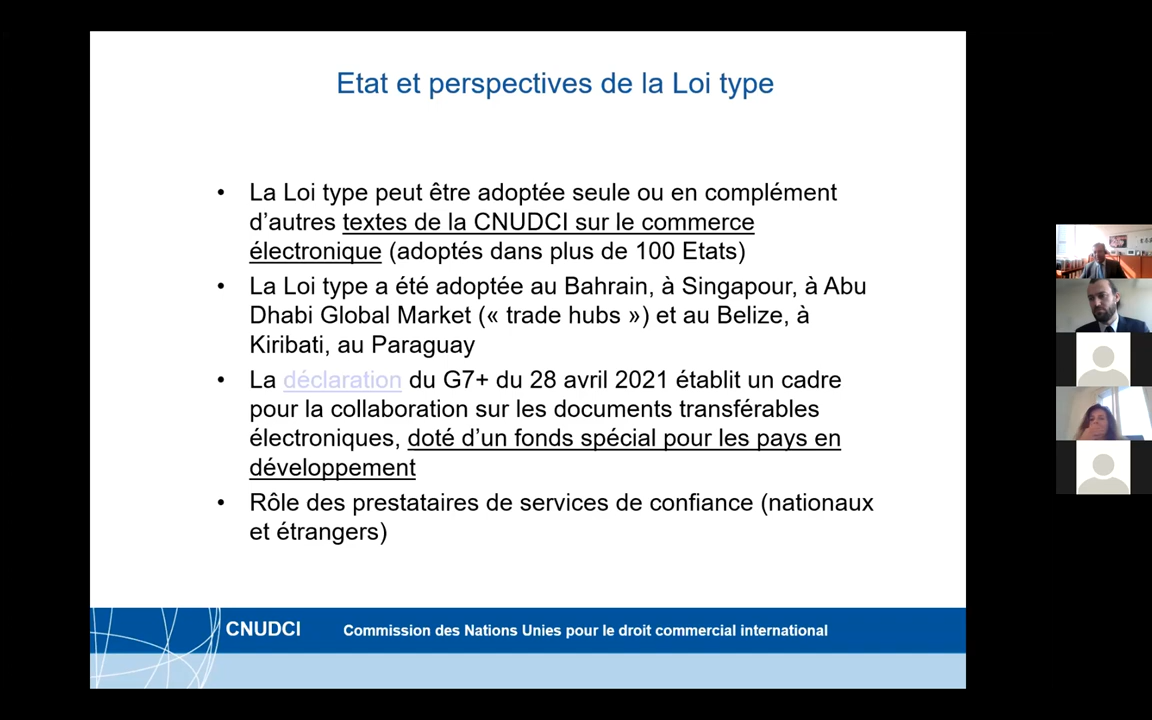 Etat et perspectives de la Loi type
• La Loi type peut être adoptée seule ou en complément
d’autres textes de la CNUDCI sur le commerce
électronique (adoptés dans plus de 100 Etats)
• La Loi type a été adoptée au Bahrain, à Singapour, à Abu
Dhabi Global Market (« trade hubs ») et au Belize, à
Kiribati, au Paraguay
• La déclaration du G7+ du 28 avril 2021 établit un cadre
pour la collaboration sur les documents transférables
électroniques, doté d’un fonds spécial pour les pays en
développement
• Rôle des prestataires de services de confiance (nationaux
et étrangers)
CNUDCI Commission des Nations Unies pour le droit commercial international